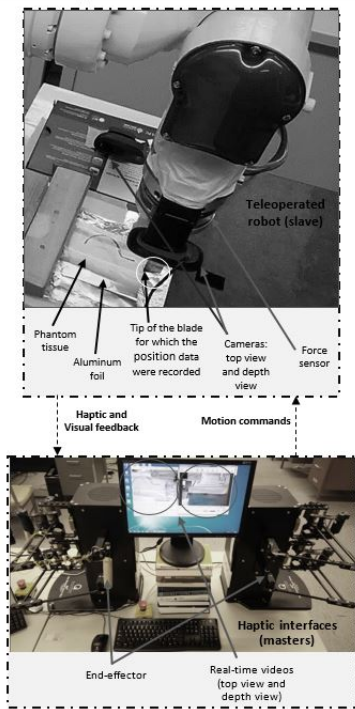 Teleoperated
robot (slave)
Phantom
tissue
Aluminum
foil
Tip of the blade
for which the
position data
were recorded
Cameras:
top view
and depth
view
Force
sensor
Haptic and
Visual feedback
Motion commands
Haptic interfaces
(masters)
End-effector
Real-time videos
(top view and
depth view)